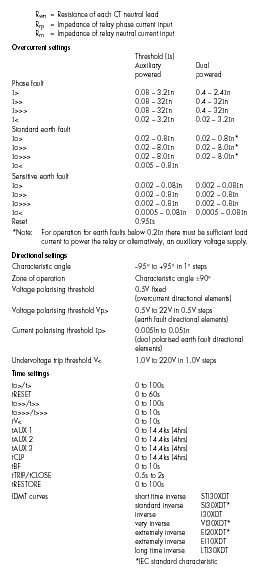 Rwn = Resistance of each CT neutral lead
Rrp = Impedance of relay phase current input
Rrn = Impedance of relay neutral current input
Overcurrent settings
Threshold (Is)
Auxiliary Dual
powered powered
Phase fault
I> 0.08 – 3.2In 0.4 – 2.4In
I>> 0.08 – 32In 0.4 – 32In
I>>> 0.08 – 32In 0.4 – 32In
I< 0.02 – 3.2In 0.02 – 3.2In
Standard earth fault
Io> 0.02 – 0.8In 0.02 – 0.8In*
Io>> 0.02 – 8.0In 0.02 – 8.0In*
Io>>> 0.02 – 8.0In 0.02 – 8.0In*
Io< 0.005 – 0.8In
Sensitive earth fault
Io> 0.002 – 0.08In 0.002 – 0.08In
Io>> 0.002 – 0.8In 0.002 – 0.8In
Io>>> 0.002 – 0.8In 0.002 – 0.8In
Io< 0.0005 – 0.08In 0.0005 – 0.08In
Reset 0.95Is
*Note: For operation for earth faults below 0.2In there must be sufficient load
current to power the relay or alternatively, an auxiliary voltage supply.
Directional settings
Characteristic angle –95° to +95° in 1° steps
Zone of operation Characteristic angle ±90°
Voltage polarising threshold 0.5V fixed
(overcurrent directional elements)
Voltage polarising threshold Vp> 0.5V to 22V in 0.5V steps
(earth fault directional elements)
Current polarising threshold Ip> 0.005In to 0.05In
(dual polarised earth fault directional
elements)
Undervoltage trip threshold V< 1.0V to 220V in 1.0V steps
Time settings
to>/t> 0 to 100s
tRESET 0 to 60s
to>>/t>> 0 to 100s
to>>>/t>>> 0 to 10s
tV< 0 to 10s
tAUX 1 0 to 14.4ks (4hrs)
tAUX 2 0 to 14.4ks (4hrs)
tAUX 3 0 to 14.4ks (4hrs)
tCLP 0 to 14.4ks (4hrs)
tBF 0 to 10s
tTRIP/tCLOSE 0.5s to 2s
tRESTORE 0 to 100s
IDMT curves short time inverse STI30XDT
standard inverse SI30XDT*
inverse I30XDT
very inverse VI30XDT*
extremely inverse EI20XDT*
extremely inverse EI10XDT
long time inverse LTI30XDT
*IEC standard characteristic